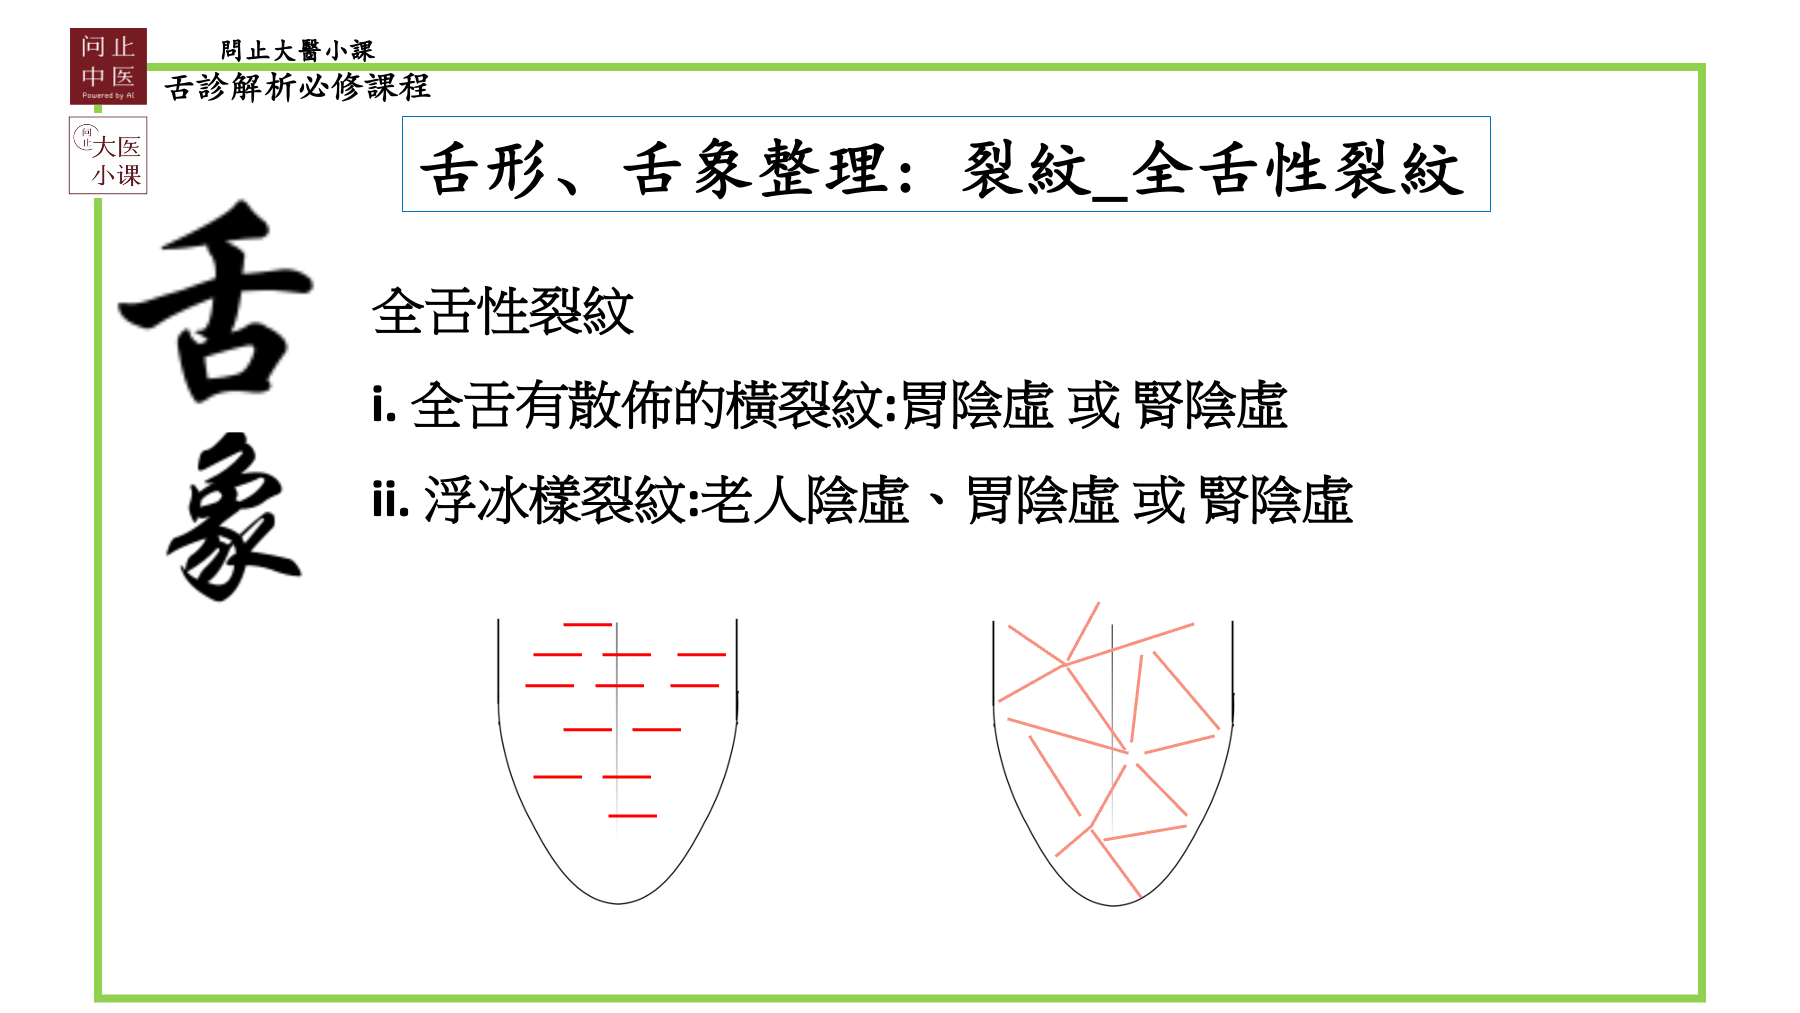 问止
中医
Powered by AI
問止大醫小課
舌診解析必修課程
问止
大医
小课
舌形、舌象整理：裂紋_全舌性裂紋
舌象
全舌性裂紋
i. 全舌有散佈的橫裂紋:胃陰虛 或 腎陰虛
ii. 浮冰樣裂紋:老人陰虛、胃陰虛 或 腎陰虛